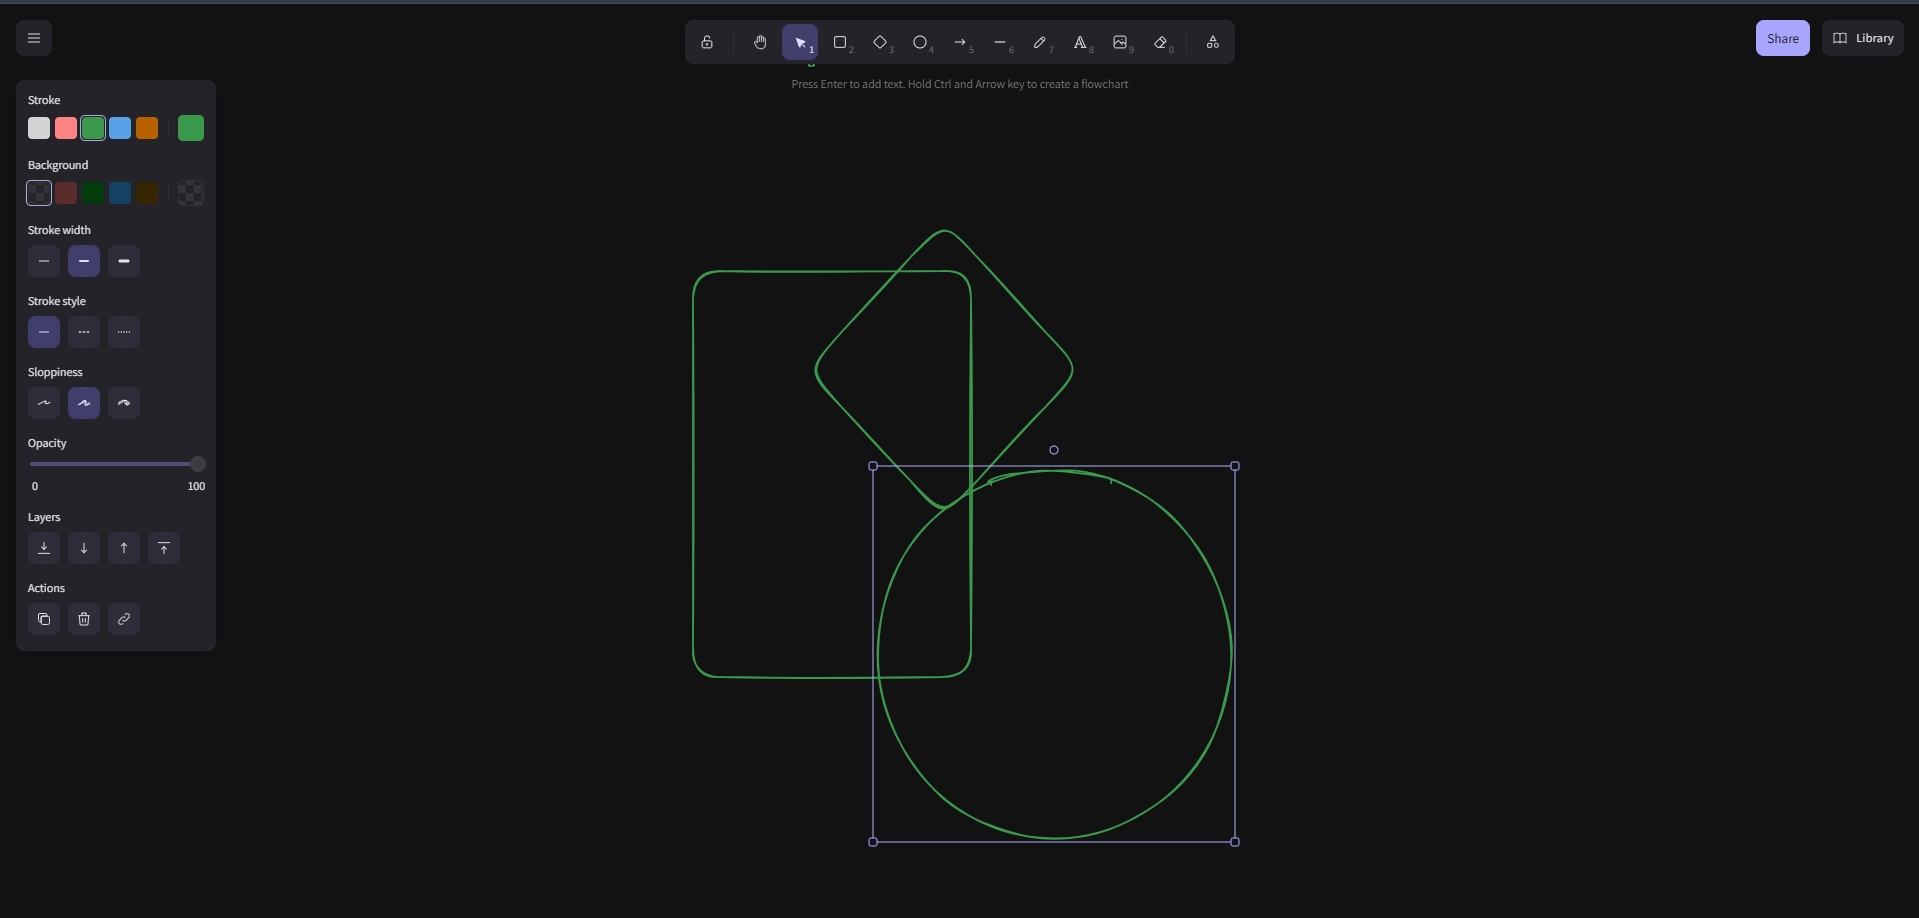 1 2 3 4 5 6 7 8 9 0
Share
Library
Press Enter to add text. Hold Ctrl and Arrow key to create a flowchart
Stroke
Background
Stroke width
Stroke style
Sloppiness
Opacity
0 100
Layers
Actions